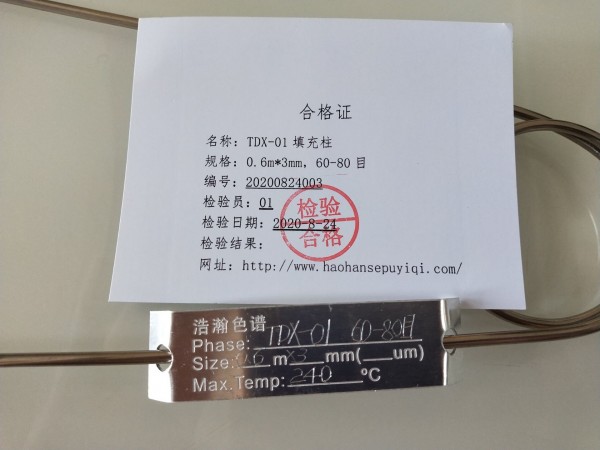 合格证
名称: TDX-01 填充柱
规格: 0.6m*3mm, 60-80 目
编号: 20200824003
检验员: 01
检验日期: 2020-8-24
检验结果:
检验
合格
网址: http://www.haohansepuyiqi.com/
浩瀚色谱
Phase: TDX-01 60-80目
Size: 0.6 m x3 mm(___um)
Max.Temp: 240 ºC